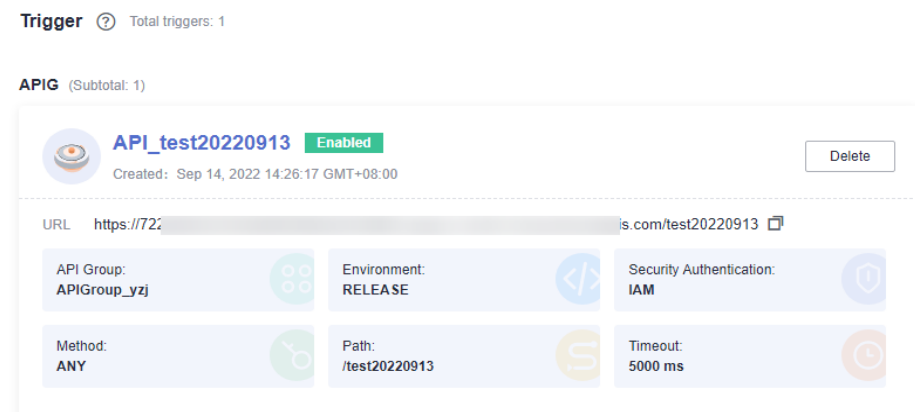 Trigger ? Total triggers: 1
APIG (Subtotal: 1)
API_test20220913 Enabled
Delete
Created: Sep 14, 2022 14:26:17 GMT+08:00
URL https://722 is.com/test20220913
API Group:
APIGroup_yzj
Environment:
RELEASE
Security Authentication:
IAM
Method:
ANY
Path:
/test20220913
Timeout:
5000 ms